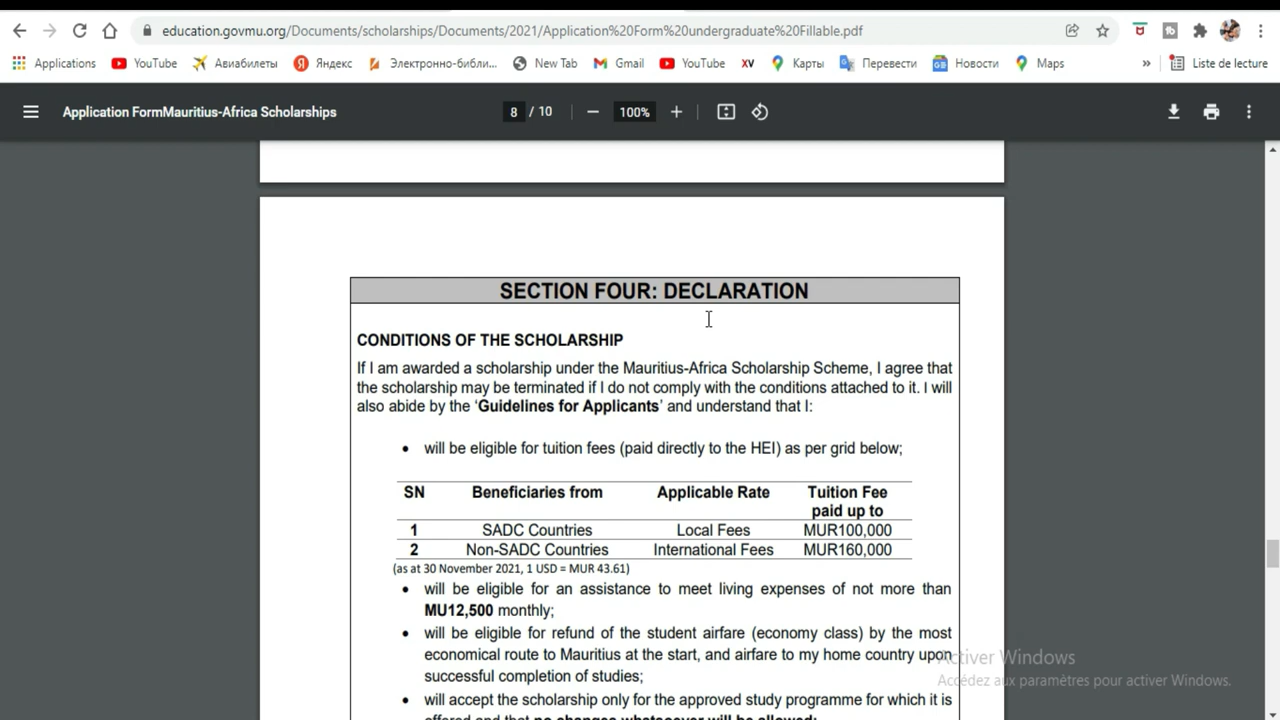 education.govmu.org/Documents/scholarships/Documents/2021/Application%20Form%20undergraduate%20Fillable.pdf
Applications YouTube Авиабилеты Яндекс Электронно-библи... New Tab Gmail YouTube XV Карты Перевести Новости Maps » Liste de lecture
Application FormMauritius-Africa Scholarships 8 / 10 100%
SECTION FOUR: DECLARATION
CONDITIONS OF THE SCHOLARSHIP
If I am awarded a scholarship under the Mauritius-Africa Scholarship Scheme, I agree that
the scholarship may be terminated if I do not comply with the conditions attached to it. I will
also abide by the ‘Guidelines for Applicants’ and understand that I:
• will be eligible for tuition fees (paid directly to the HEI) as per grid below;
SN Beneficiaries from Applicable Rate Tuition Fee
paid up to
1 SADC Countries Local Fees MUR100,000
2 Non-SADC Countries International Fees MUR160,000
(as at 30 November 2021, 1 USD = MUR 43.61)
• will be eligible for an assistance to meet living expenses of not more than
MU12,500 monthly;
• will be eligible for refund of the student airfare (economy class) by the most
economical route to Mauritius at the start, and airfare to my home country upon
successful completion of studies;
• will accept the scholarship only for the approved study programme for which it is
offered and that no changes whatsoever will be allowed;
Activer Windows
Accédez aux paramètres pour activer Windows.